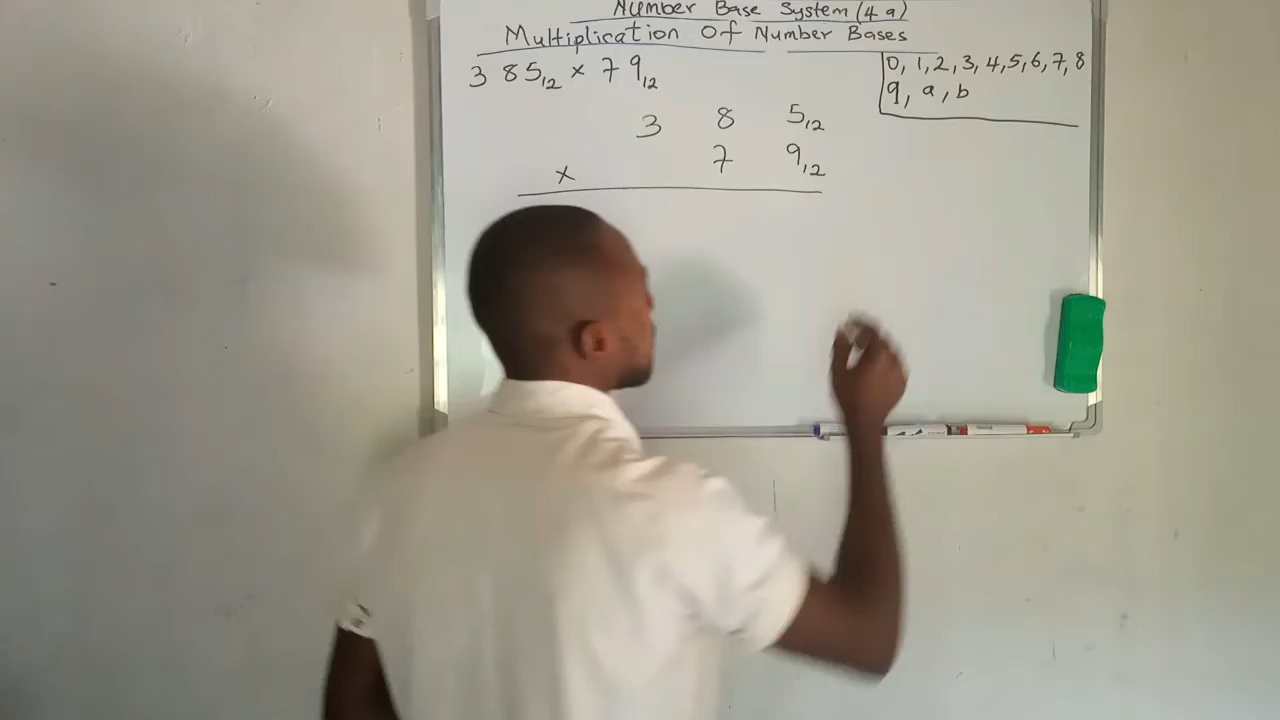 Number Base System (4a)
Multiplication Of Number Bases
385₁₂ x 79₁₂
0, 1, 2, 3, 4, 5, 6, 7, 8
9, a, b
3 8 5₁₂
x 7 9₁₂